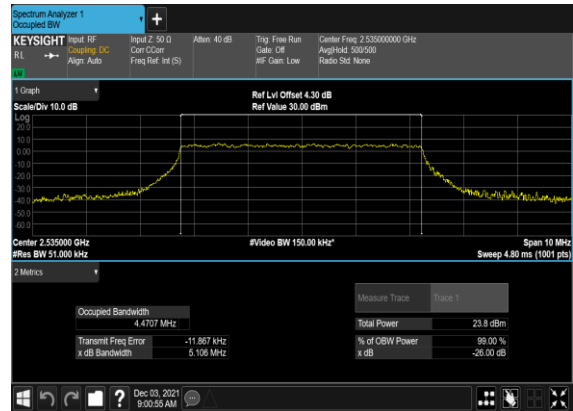 Spectrum Analyzer 1
Occupied BW
KEYSIGHT Input: RF Input Z: 50 Ω Atten: 40 dB Trig: Free Run Center Freq: 2.535000000 GHz
RL Coupling: DC Corr CCorr Gate: Off Avg|Hold: 500/500
Align: Auto Freq Ref: Int (S) #IF Gain: Low Radio Std: None
1 Graph
Ref Lvl Offset 4.30 dB
Scale/Div 10.0 dB Ref Value 30.00 dBm
Log
20.0
10.0
0.00
-10.0
-20.0
-30.0
-40.0
-50.0
-60.0
Center 2.535000 GHz #Video BW 150.00 kHz* Span 10 MHz
#Res BW 51.000 kHz Sweep 4.80 ms (1001 pts)
2 Metrics
Measure Trace Trace 1
Occupied Bandwidth
4.4707 MHz Total Power 23.8 dBm
Transmit Freq Error -11.867 kHz % of OBW Power 99.00 %
x dB Bandwidth 5.106 MHz x dB -26.00 dB
? Dec 03, 2021
9:00:55 AM